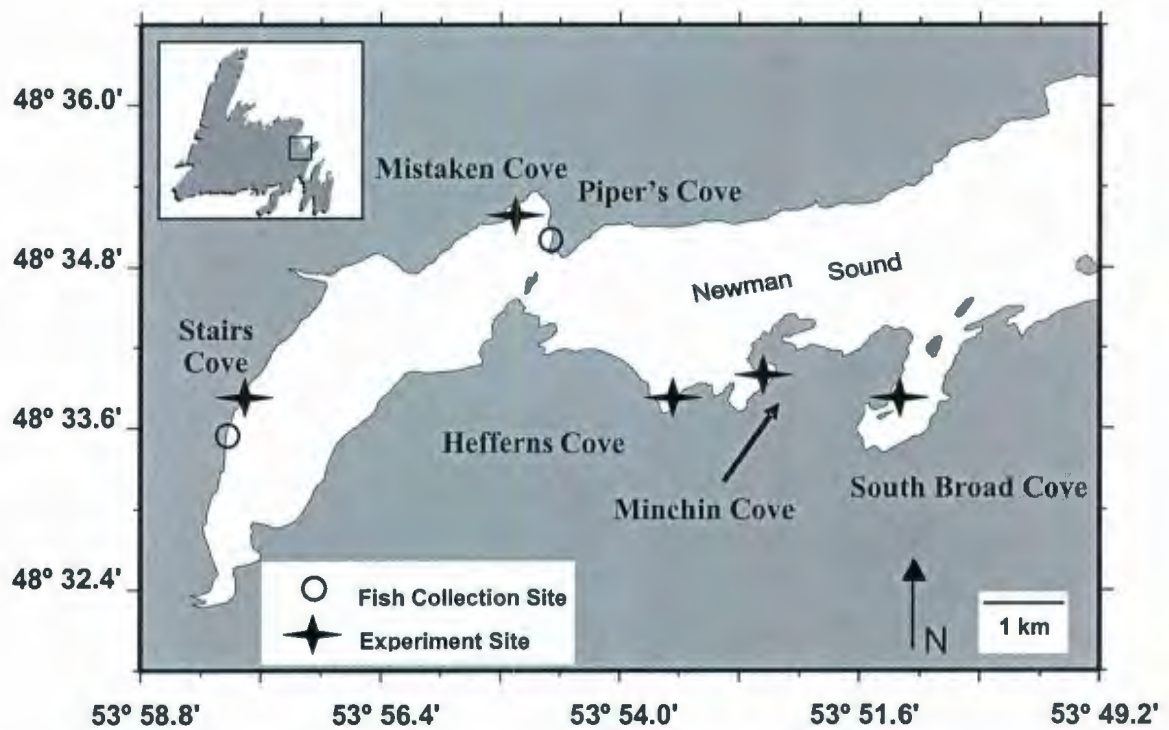 48° 36.0'
Mistaken Cove
Piper's Cove
48° 34.8'
Newman Sound
Stairs
Cove
48° 33.6'
Hefferns Cove
Minchin Cove
South Broad Cove
48° 32.4'
Fish Collection Site
Experiment Site
N
1 km
53° 58.8'
53° 56.4'
53° 54.0'
53° 51.6'
53° 49.2'